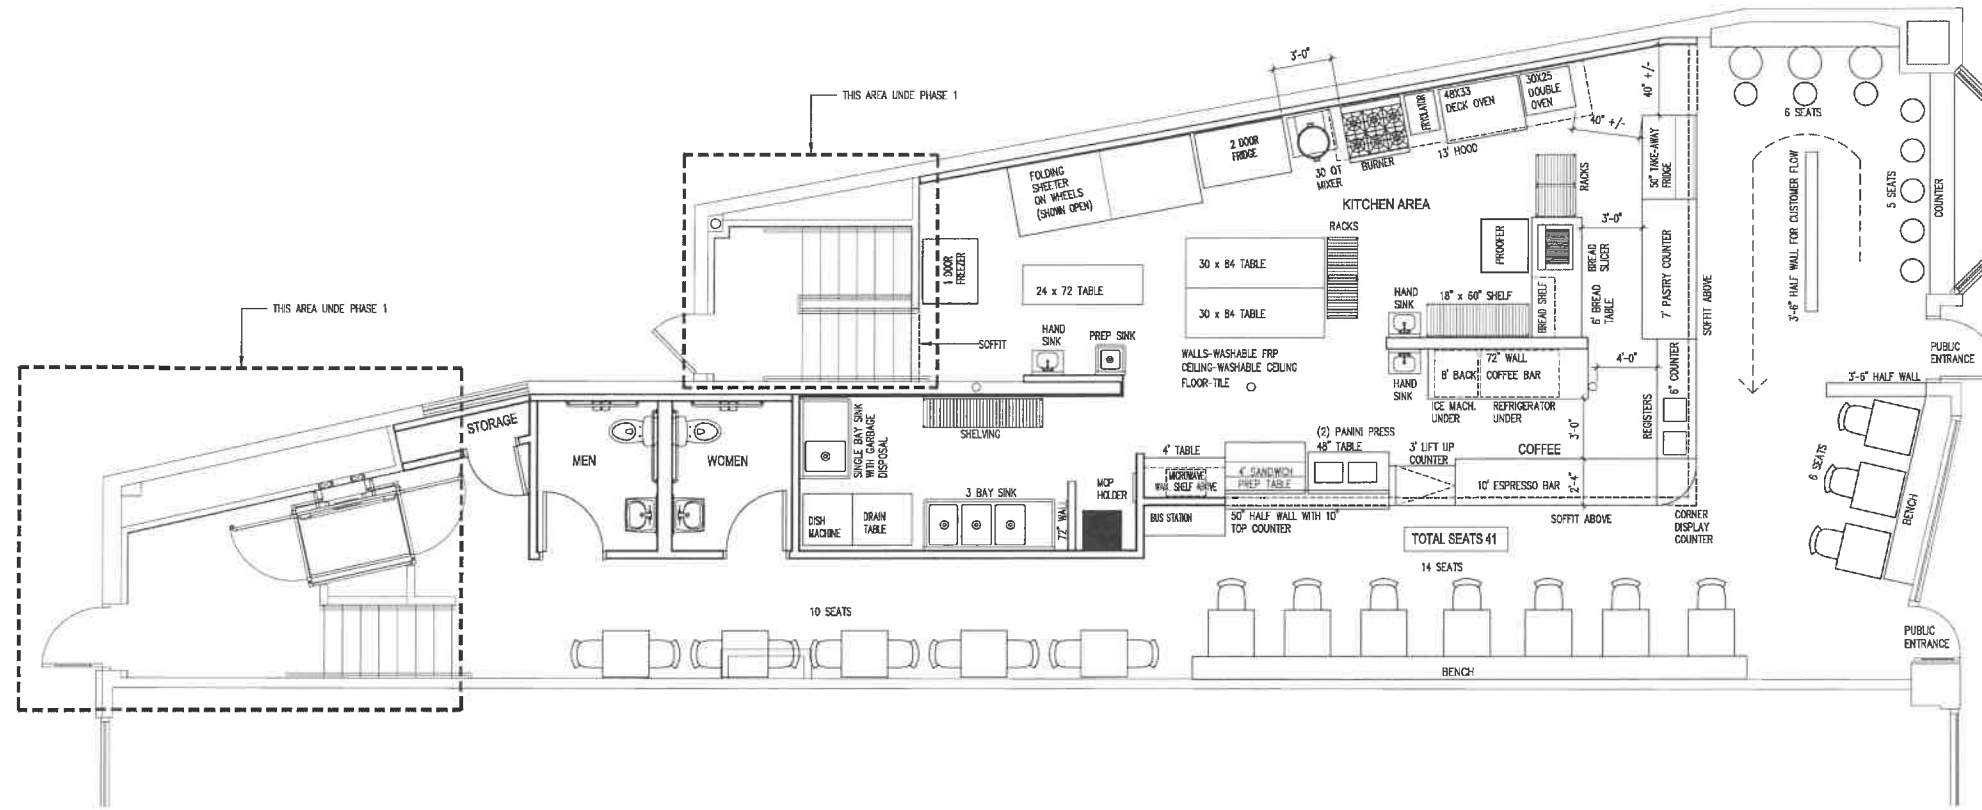 THIS AREA UNDE PHASE 1
THIS AREA UNDE PHASE 1
STORAGE
MEN
WOMEN
SOFFIT
1 DOOR
FREEZER
FOLDING
SHEETER
ON WHEELS
(SHOWN OPEN)
2 DOOR
FRIDGE
3'-0"
30 QT
MIXER
BURNER
FRYOLATOR
48X33
DECK OVEN
30X25
DOUBLE
OVEN
13' HOOD
40" +/-
40" +/-
KITCHEN AREA
RACKS
RACKS
24 x 72 TABLE
30 x 84 TABLE
30 x 84 TABLE
HAND
SINK
PREP SINK
WALLS-WASHABLE FRP
CEILING-WASHABLE CEILING
FLOOR-TILE
PROOFER
BREAD
SLICER
6' BREAD
TABLE
BREAD SHELF
18" x 60" SHELF
HAND
SINK
HAND
SINK
8' BACK
72" WALL
COFFEE BAR
ICE MACH.
UNDER
REFRIGERATOR
UNDER
3'-0"
4'-0"
3'-0"
2'-4"
50" TAKE-AWAY
FRIDGE
7' PASTRY COUNTER
SOFFIT ABOVE
6" COUNTER
REGISTERS
COFFEE
10' ESPRESSO BAR
3' LIFT UP
COUNTER
(2) PANINI PRESS
48" TABLE
4' SANDWICH
PREP TABLE
4' TABLE
MICROWAVE
WALL SHELF ABOVE
BUS STATION
50" HALF WALL WITH 10"
TOP COUNTER
SOFFIT ABOVE
CORNER
DISPLAY
COUNTER
SINGLE BAY SINK
WITH GARBAGE
DISPOSAL
SHELVING
DISH
MACHINE
DRAIN
TABLE
3 BAY SINK
72" WALL
MOP
HOLDER
TOTAL SEATS 41
14 SEATS
10 SEATS
BENCH
6 SEATS
5 SEATS
COUNTER
3'-6" HALF WALL FOR CUSTOMER FLOW
PUBLIC
ENTRANCE
3'-6" HALF WALL
6 SEATS
BENCH
PUBLIC
ENTRANCE